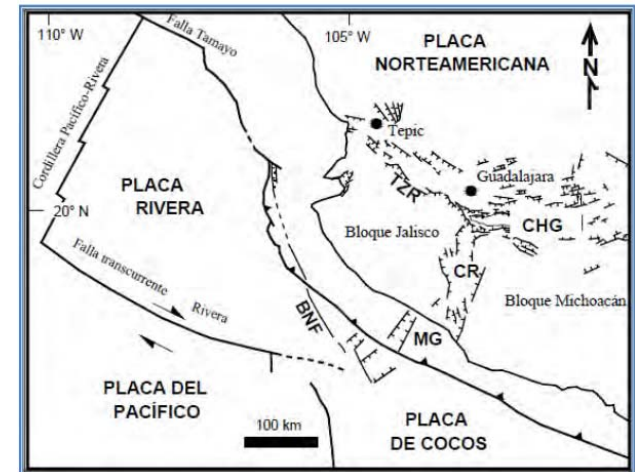 110° W
Falla Tamayo
105°
PLACA
NORTEAMERICANA
N
Cordillera Pacífico-Rivera
Tepic
Guadalajara
PLACA
RIVERA
TZR
20° N
Bloque Jalisco
CHG
Falla transcurrente
Rivera
CR
Bloque Michoacán
BNF
MG
PLACA DEL
PACÍFICO
100 km
PLACA
DE COCOS